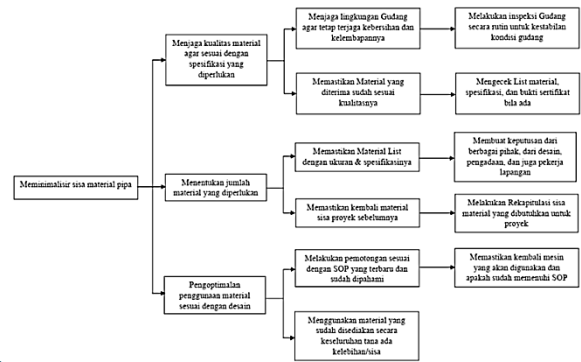 Meminimalisir sisa material pipa
Menjaga kualitas material
agar sesuai dengan
spesifikasi yang
diperlukan
Menjaga lingkungan Gudang
agar tetap terjaga kebersihan dan
kelembapannya
Melakukan inspeksi Gudang
secara rutin untuk kestabilan
kondisi gudang
Memastikan Material yang
diterima sudah sesuai
kualitasnya
Mengecek List material,
spesifikasi, dan bukti sertifikat
bila ada
Menentukan jumlah
material yang diperlukan
Memastikan Material List
dengan ukuran & spesifikasinya
Membuat keputusan dari
berbagai pihak, dari desain,
pengadaan, dan juga pekerja
lapangan
Memastikan kembali material
sisa proyek sebelumnya
Melakukan Rekapitulasi sisa
material yang dibutuhkan untuk
proyek
Pengoptimalan
penggunaan material
sesuai dengan desain
Melakukan pemotongan sesuai
dengan SOP yang terbaru dan
sudah dipahami
Memastikan kembali mesin
yang akan digunakan dan
apakah sudah memenuhi SOP
Menggunakan material yang
sudah disediakan secara
keseluruhan tana ada
kelebihan/sisa